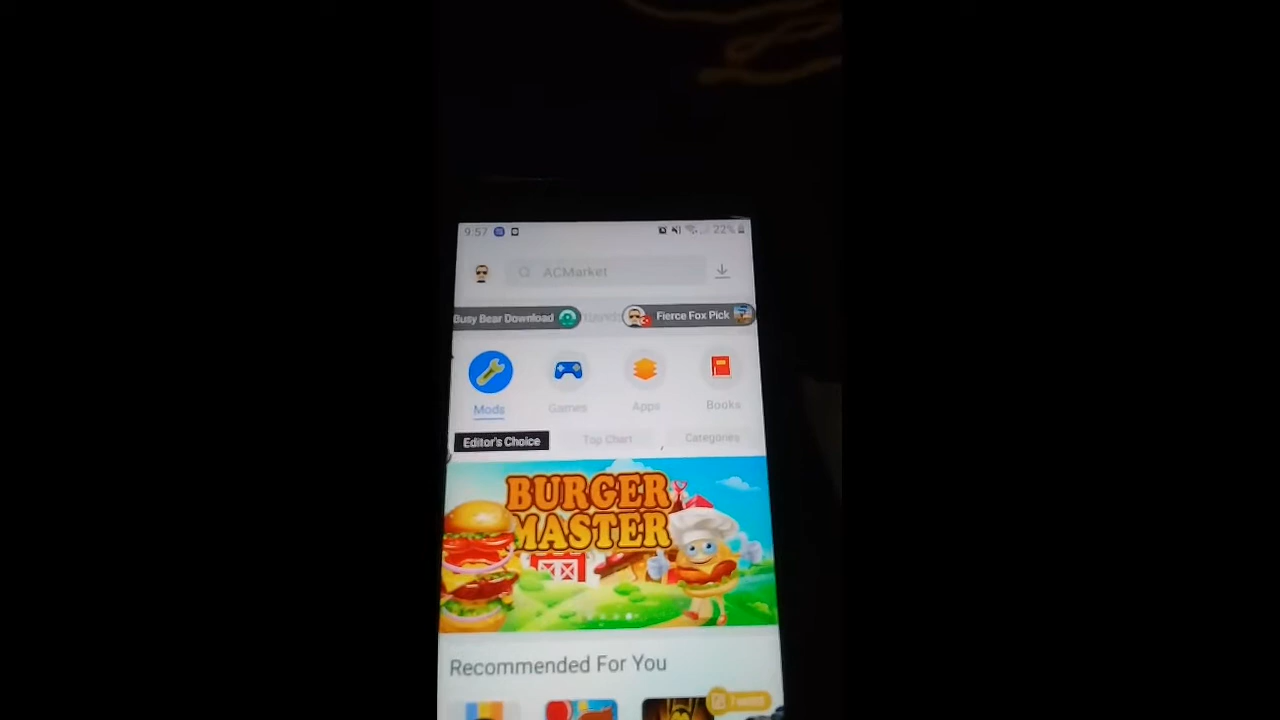 9:57
22%
ACMarket
Busy Bear Download
Fierce Fox Pick
Mods
Games
Apps
Books
Editor's Choice
Top Chart
Categories
BURGER
MASTER
Recommended For You